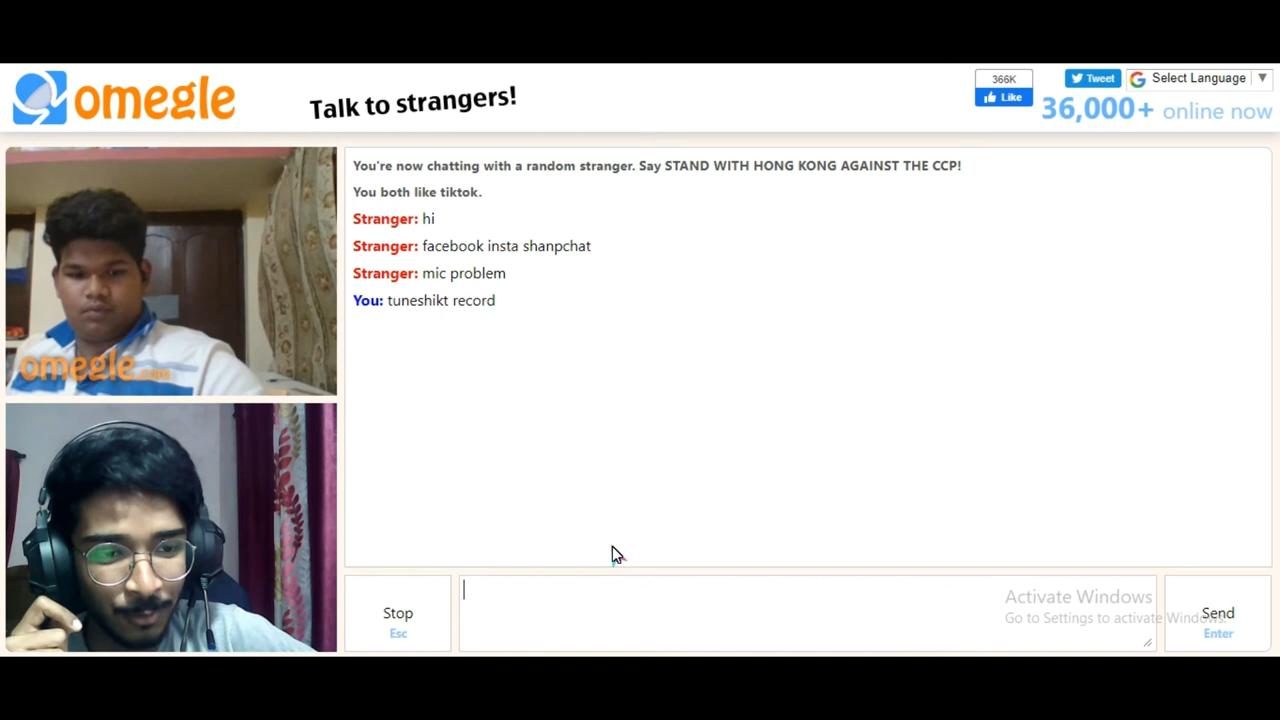 omegle
Talk to strangers!
366K
Like
Tweet
Select Language
36,000+ online now
You're now chatting with a random stranger. Say STAND WITH HONG KONG AGAINST THE CCP!
You both like tiktok.
Stranger: hi
Stranger: facebook insta shanpchat
Stranger: mic problem
You: tuneshikt record
omegle.com
Stop
Esc
Activate Windows
Go to Settings to activate Windows.
Send
Enter